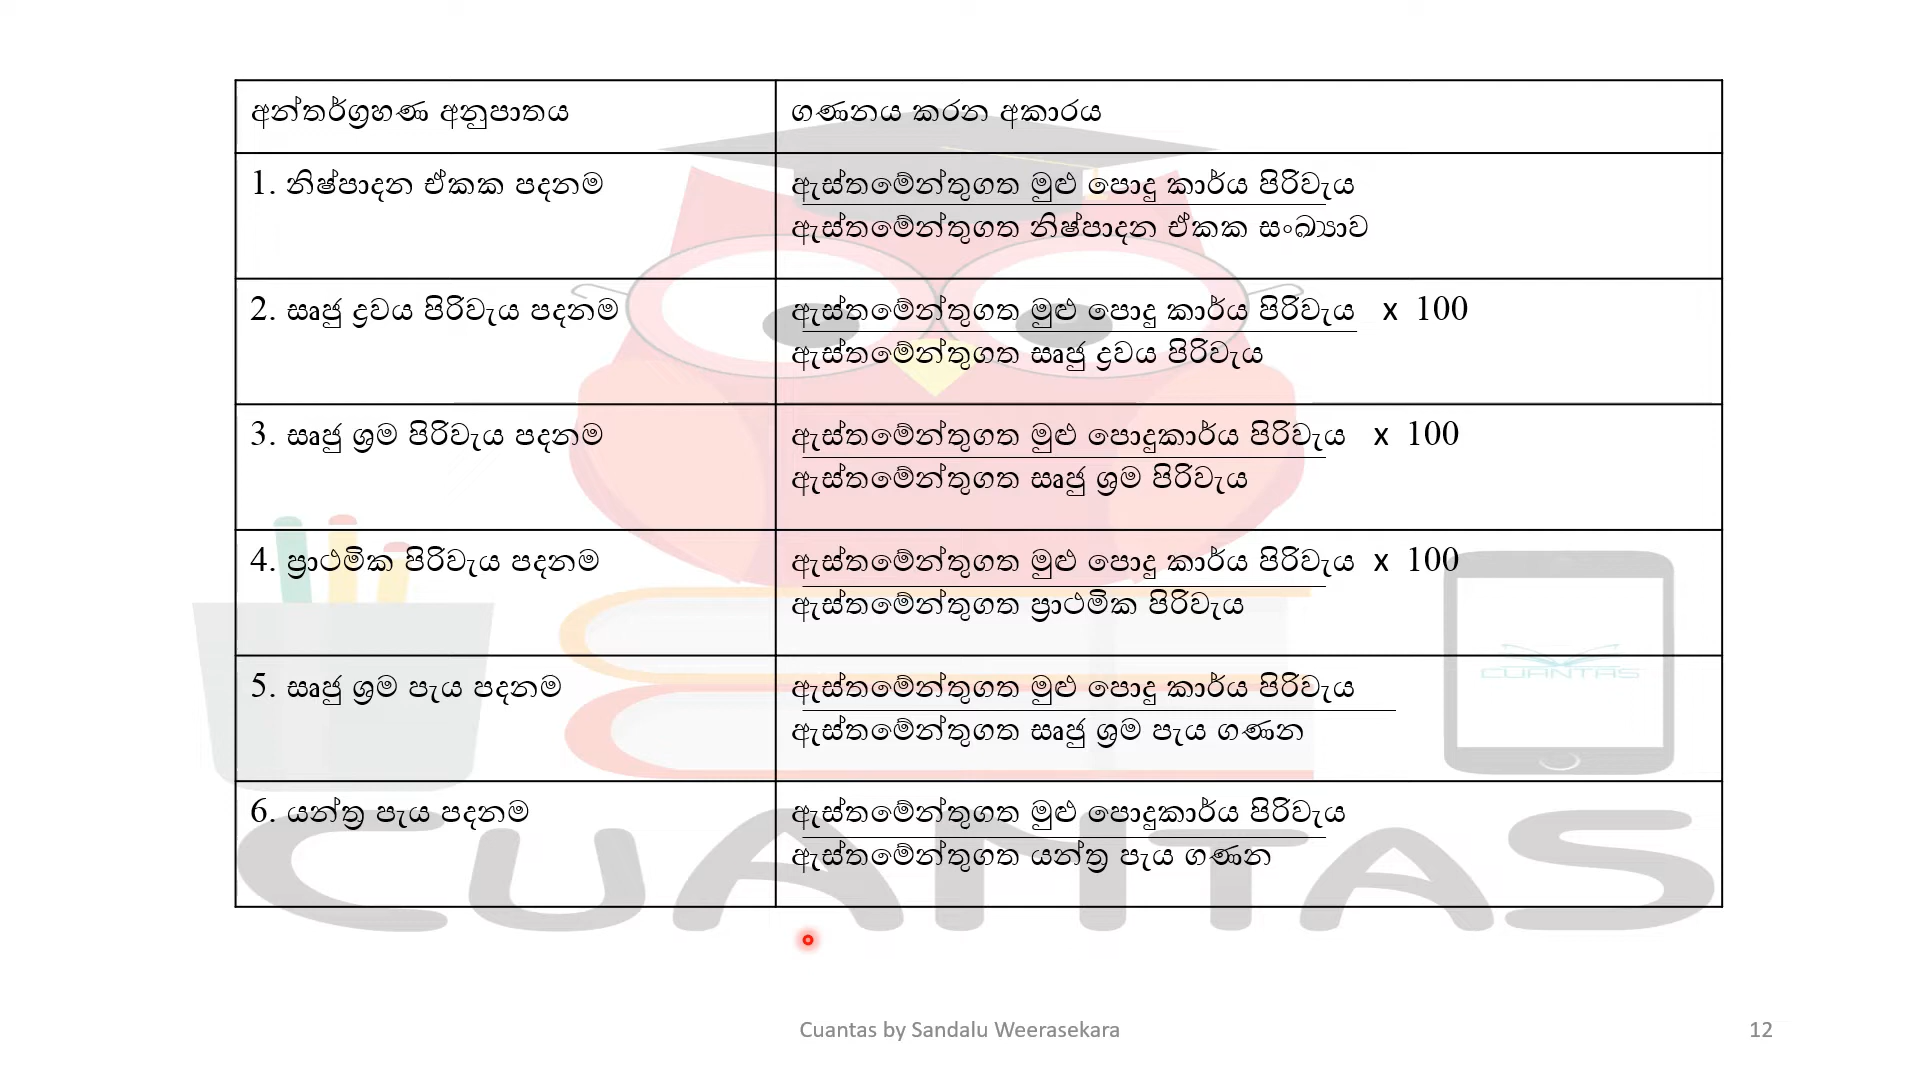 අන්තර්ග්‍රහණ අනුපාතය
ගණනය කරන අකාරය
1. නිෂ්පාදන ඒකක පදනම
ඇස්තමේන්තුගත මුළු පොදු කාර්ය පිරිවැය
ඇස්තමේන්තුගත නිෂ්පාදන ඒකක සංඛ්‍යාව
2. සෘජු ද්‍රවය පිරිවැය පදනම
ඇස්තමේන්තුගත මුළු පොදු කාර්ය පිරිවැය x 100
ඇස්තමේන්තුගත සෘජු ද්‍රවය පිරිවැය
3. සෘජු ශ්‍රම පිරිවැය පදනම
ඇස්තමේන්තුගත මුළු පොදුකාර්ය පිරිවැය x 100
ඇස්තමේන්තුගත සෘජු ශ්‍රම පිරිවැය
4. ප්‍රාථමික පිරිවැය පදනම
ඇස්තමේන්තුගත මුළු පොදු කාර්ය පිරිවැය x 100
ඇස්තමේන්තුගත ප්‍රාථමික පිරිවැය
5. සෘජු ශ්‍රම පැය පදනම
ඇස්තමේන්තුගත මුළු පොදු කාර්ය පිරිවැය
ඇස්තමේන්තුගත සෘජු ශ්‍රම පැය ගණන
6. යන්ත්‍ර පැය පදනම
ඇස්තමේන්තුගත මුළු පොදුකාර්ය පිරිවැය
ඇස්තමේන්තුගත යන්ත්‍ර පැය ගණන
CUANTAS
CUANTAS
Cuantas by Sandalu Weerasekara
12